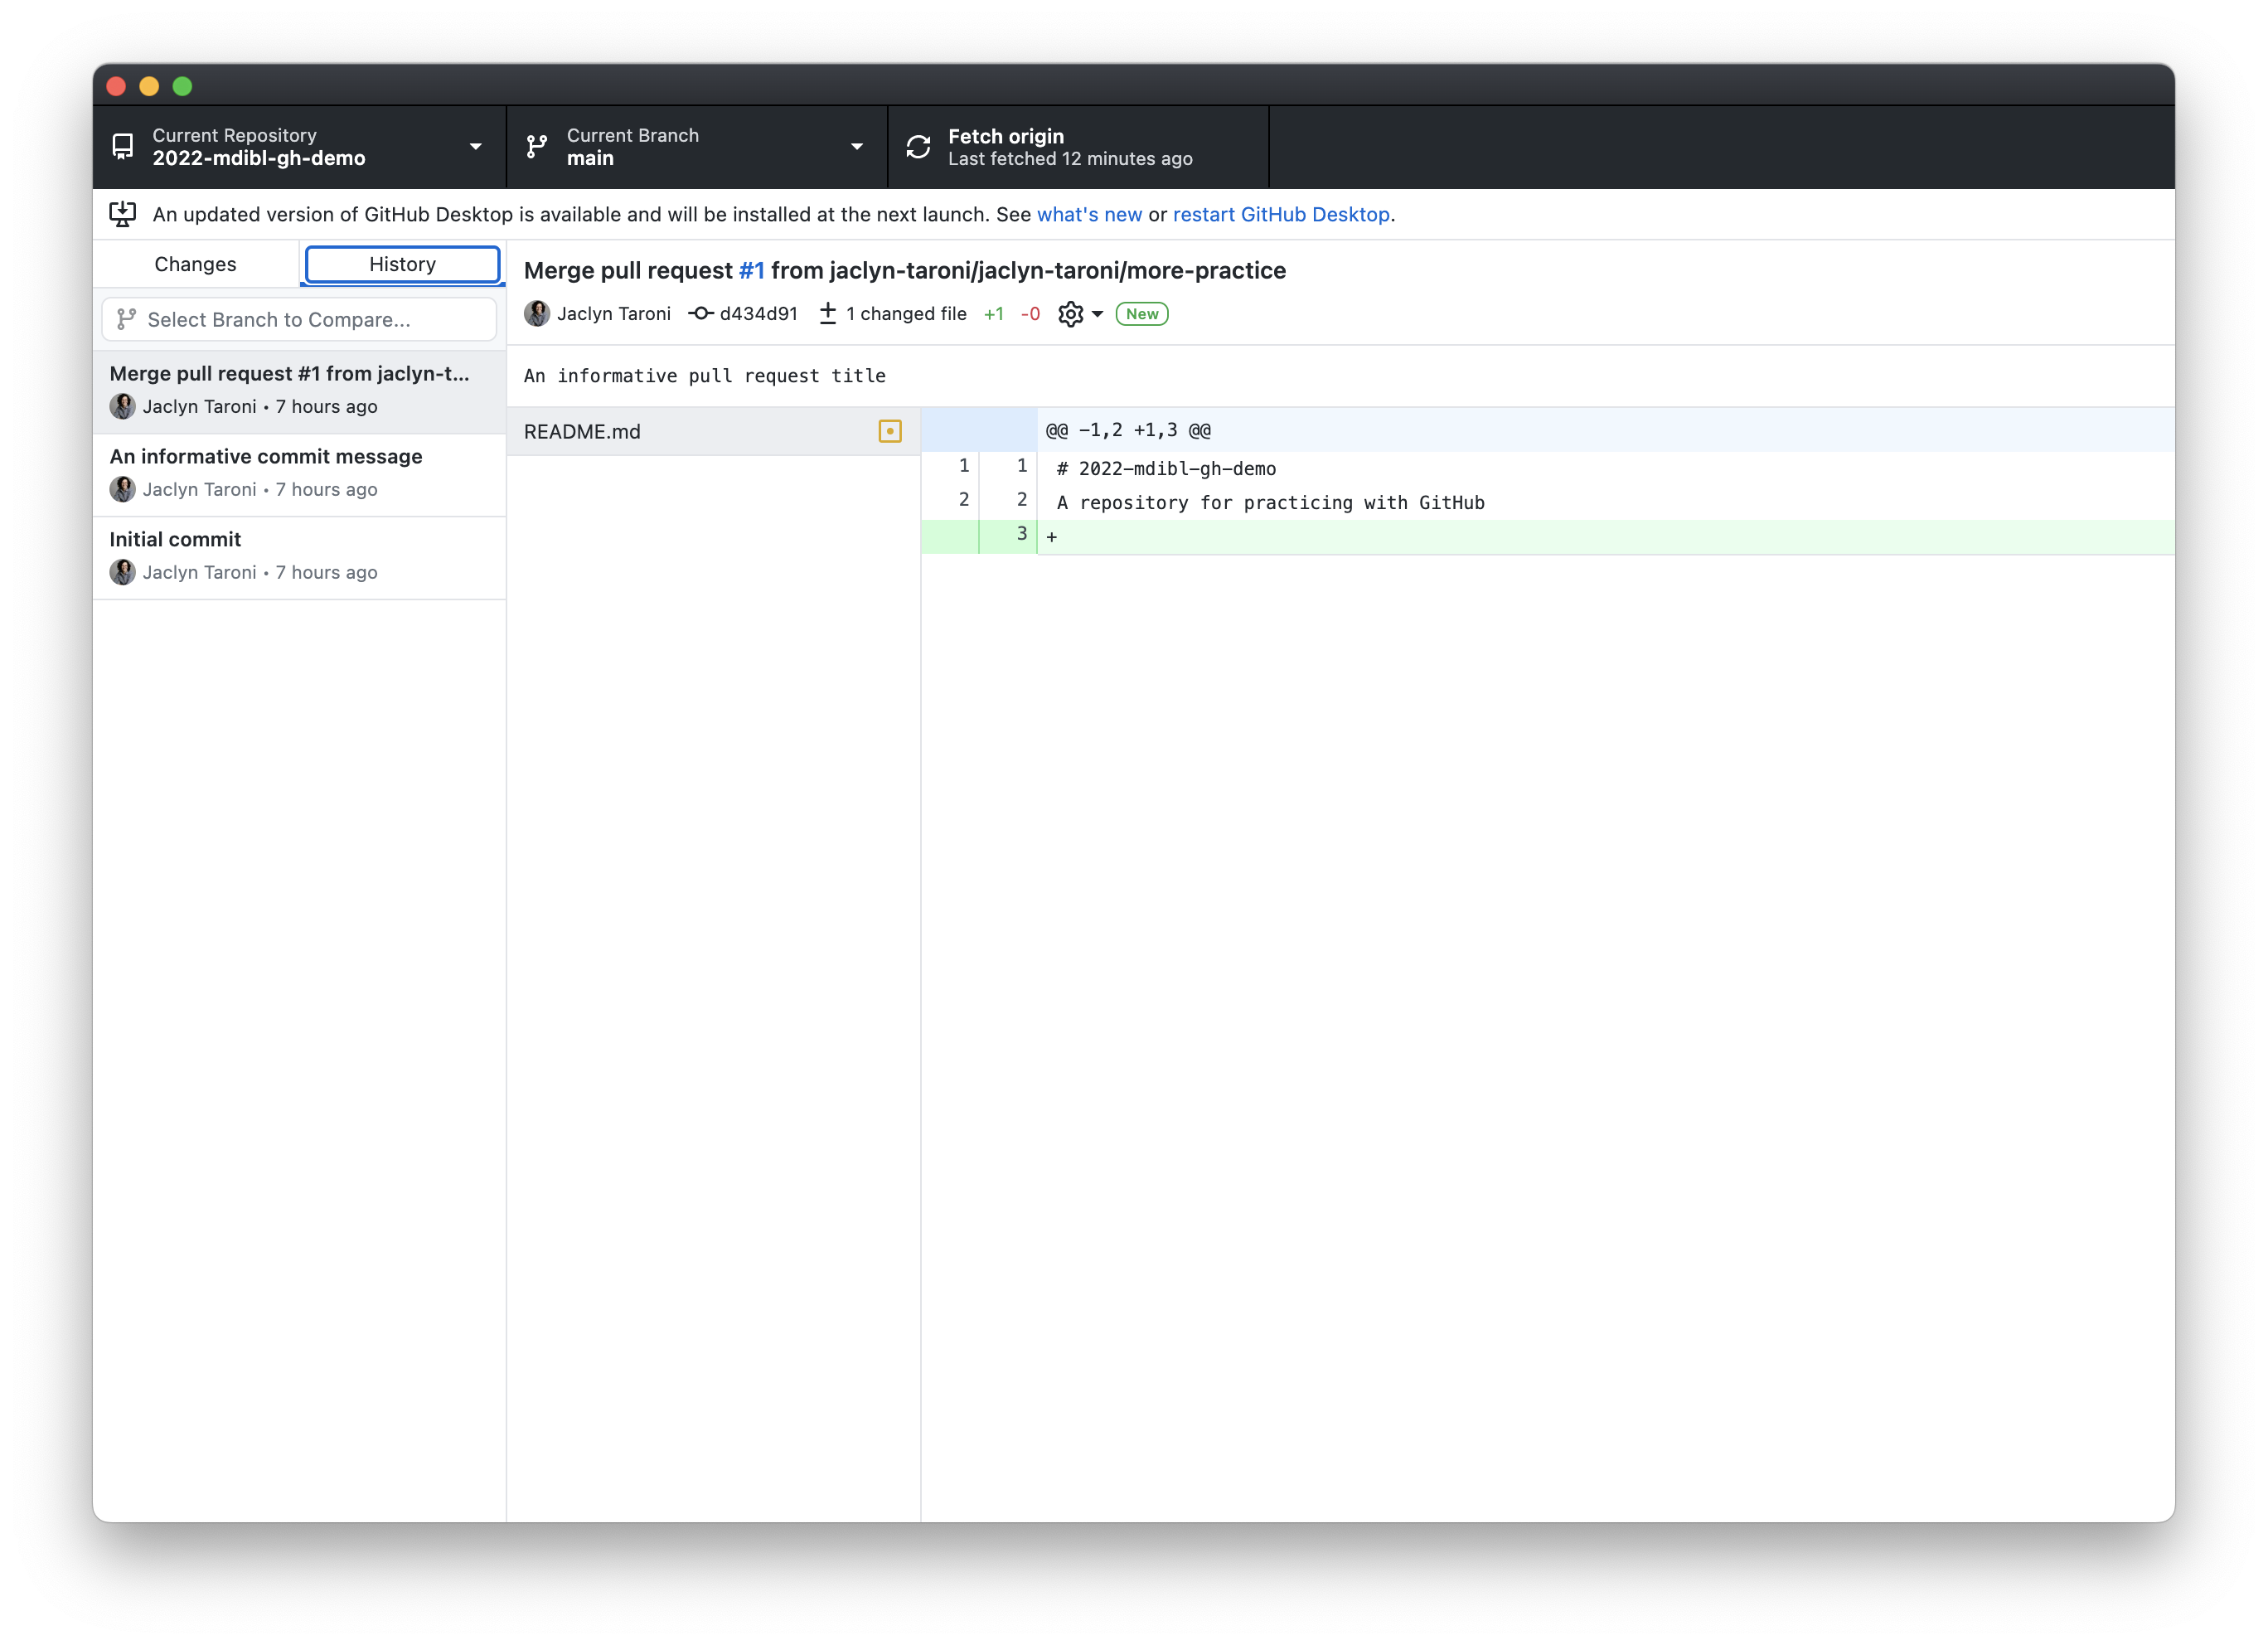 Current Repository
2022-mdibl-gh-demo
Current Branch
main
Fetch origin
Last fetched 12 minutes ago
An updated version of GitHub Desktop is available and will be installed at the next launch. See what's new or restart GitHub Desktop.
Changes
History
Select Branch to Compare...
Merge pull request #1 from jaclyn-t...
Jaclyn Taroni • 7 hours ago
An informative commit message
Jaclyn Taroni • 7 hours ago
Initial commit
Jaclyn Taroni • 7 hours ago
Merge pull request #1 from jaclyn-taroni/jaclyn-taroni/more-practice
Jaclyn Taroni d434d91 1 changed file +1 -0 New
An informative pull request title
README.md
@@ -1,2 +1,3 @@
1 1 # 2022-mdibl-gh-demo
2 2 A repository for practicing with GitHub
3 +